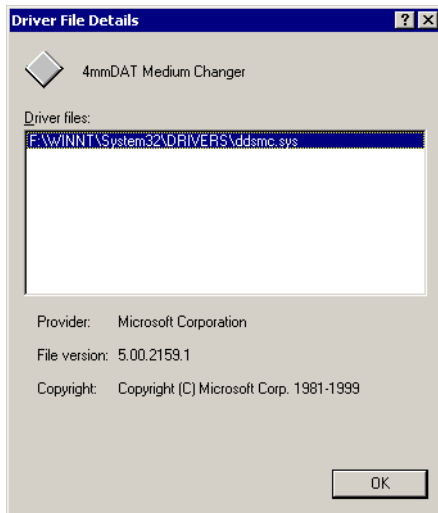 Driver File Details
4mmDAT Medium Changer
Driver files:
F:\WINNT\System32\DRIVERS\ddsmc.sys
Provider: Microsoft Corporation
File version: 5.00.2159.1
Copyright: Copyright (C) Microsoft Corp. 1981-1999
OK